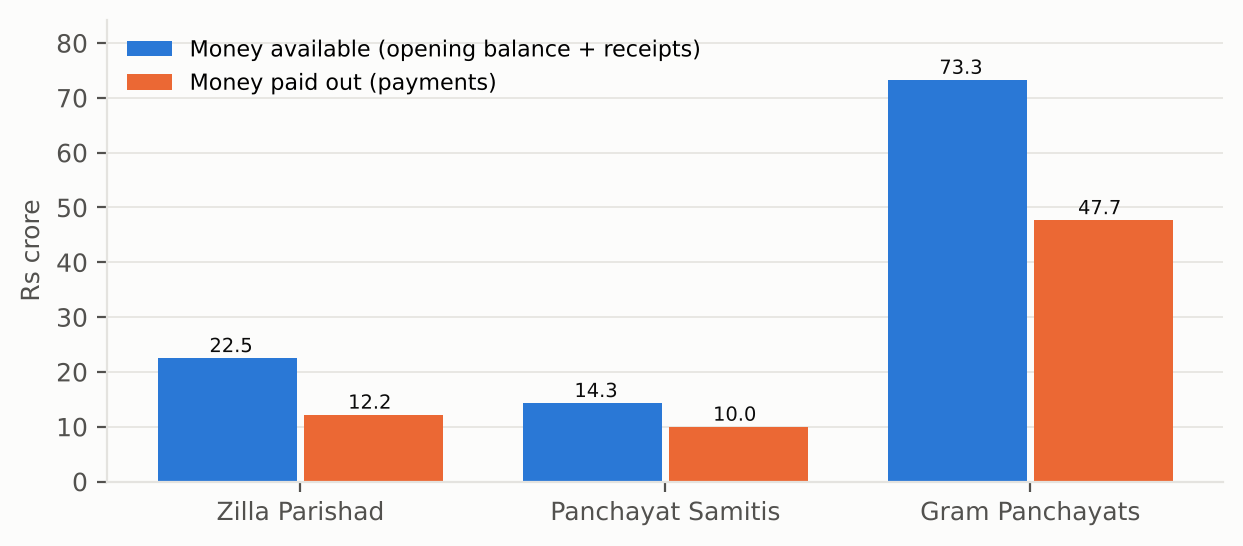 Money available (opening balance + receipts)
Money paid out (payments)
Rs crore
80
70
60
50
40
30
20
10
0
22.5
12.2
14.3
10.0
73.3
47.7
Zilla Parishad
Panchayat Samitis
Gram Panchayats